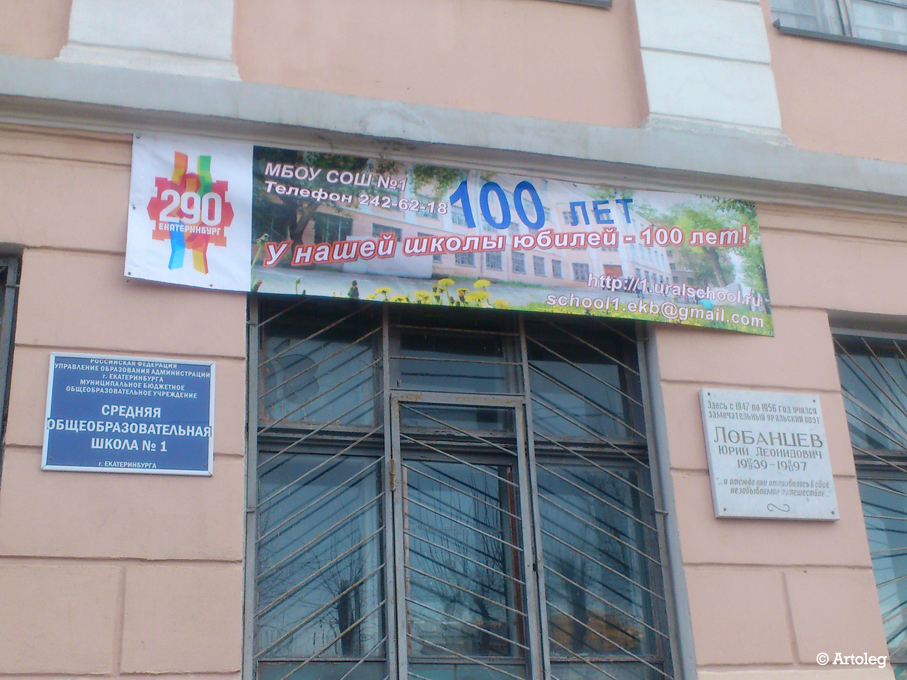 290
ЕКАТЕРИНБУРГ
МБОУ СОШ №1
Телефон 242-62-18
100 ЛЕТ
У нашей школы юбилей - 100 лет!
http://1.uralschool.ru
school1.ekb@gmail.com
РОССИЙСКАЯ ФЕДЕРАЦИЯ
УПРАВЛЕНИЕ ОБРАЗОВАНИЯ АДМИНИСТРАЦИИ
г. ЕКАТЕРИНБУРГА
МУНИЦИПАЛЬНОЕ БЮДЖЕТНОЕ
ОБЩЕОБРАЗОВАТЕЛЬНОЕ УЧРЕЖДЕНИЕ
СРЕДНЯЯ
ОБЩЕОБРАЗОВАТЕЛЬНАЯ
ШКОЛА № 1
г. ЕКАТЕРИНБУРГА
Здесь с 1947 по 1956 год учился
замечательный уральский поэт
ЛОБАНЦЕВ
ЮРИЙ ЛЕОНИДОВИЧ
1939 - 1997
незабываемое путешествие...
© Artoleg